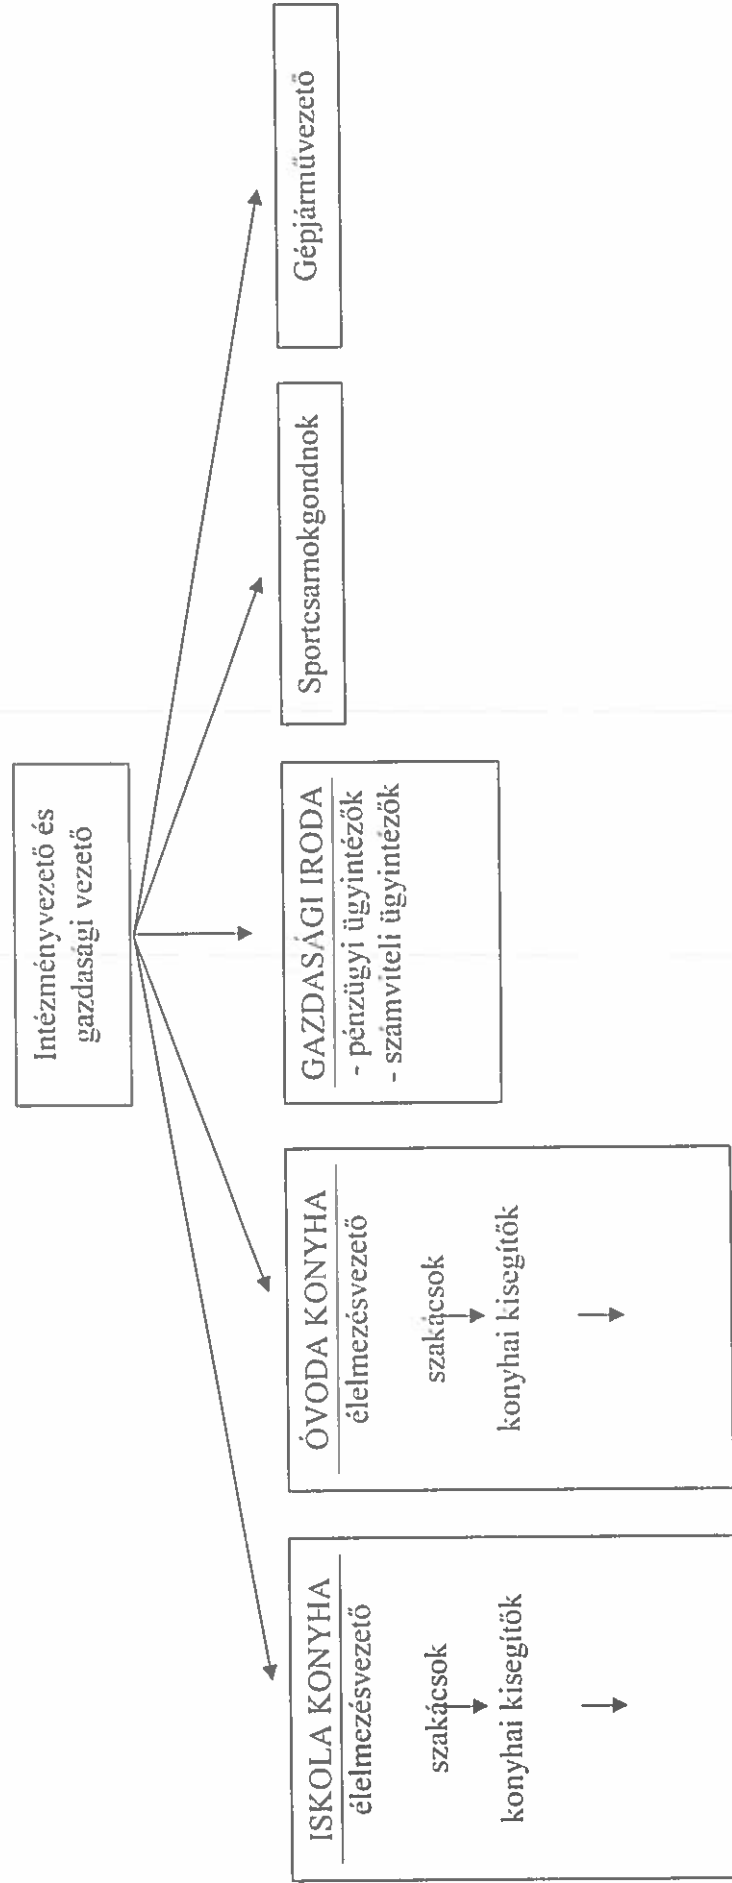 Intézményvezető és
gazdasági vezető
ISKOLA KONYHA
élelmezésvezető
szakácsok
konyhai kisegítők
ÓVODA KONYHA
élelmezésvezető
szakácsok
konyhai kisegítők
GAZDASÁGI IRODA
- pénzügyi ügyintézők
- számviteli ügyintézők
Sportcsarnokgondnok
Gépjárművezető